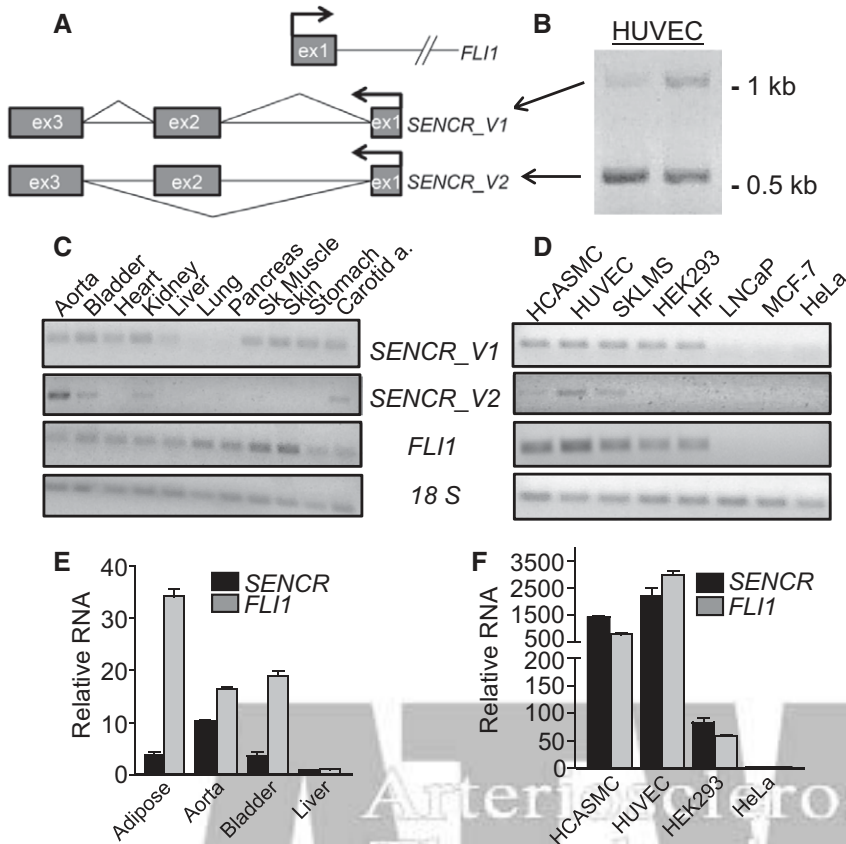 A
B
HUVEC
ex1
FLI1
- 1 kb
ex3
ex2
ex1
SENCR_V1
ex3
ex2
ex1
SENCR_V2
- 0.5 kb
C
D
Aorta
Bladder
Heart
Kidney
Liver
Lung
Pancreas
Sk Muscle
Skin
Stomach
Carotid a.
HCASMC
HUVEC
SKLMS
HEK293
HF
LNCaP
MCF-7
HeLa
SENCR_V1
SENCR_V2
FLI1
18 S
E
Relative RNA
40
30
20
10
0
SENCR
FLI1
Adipose
Aorta
Bladder
Liver
F
Relative RNA
3500
2500
1500
500
200
150
100
50
0
SENCR
FLI1
HCASMC
HUVEC
HEK293
HeLa
Arteriosclero